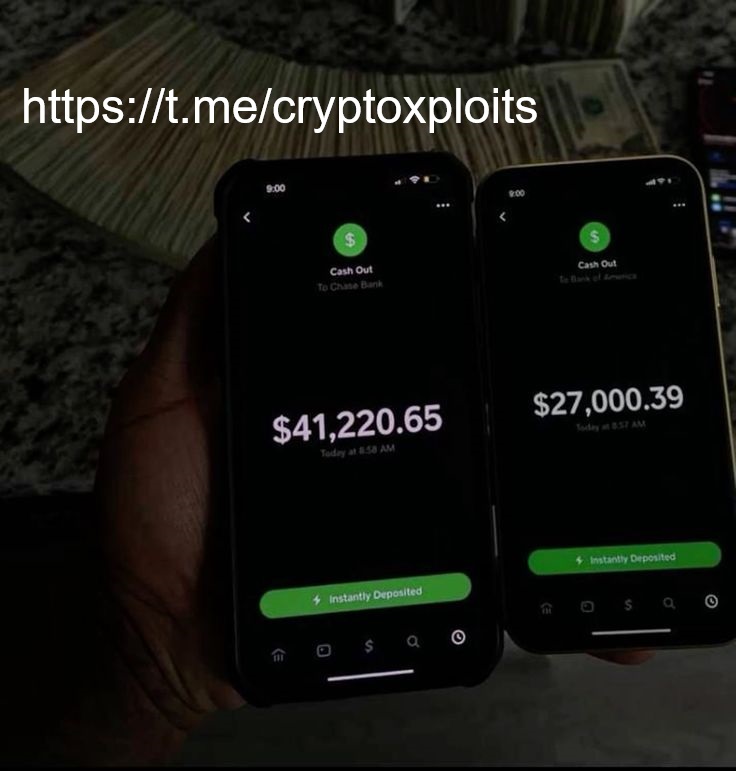 https://t.me/cryptoxploits
9:00
Cash Out
To Chase Bank
$41,220.65
Today at 8:58 AM
Instantly Deposited
9:00
Cash Out
To Bank of America
$27,000.39
Today at 8:57 AM
Instantly Deposited